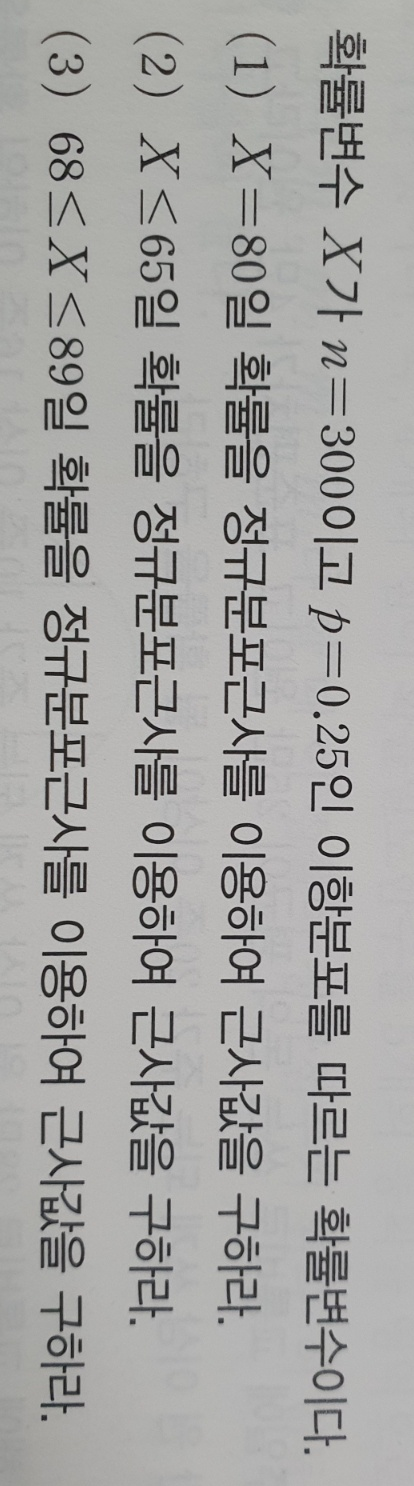 확률변수 X가 n=300이고 p=0.25인 이항분포를 따르는 확률변수이다.
(1) X=80일 확률을 정규분포근사를 이용하여 근사값을 구하라.
(2) X≤65일 확률을 정규분포근사를 이용하여 근사값을 구하라.
(3) 68≤X≤89일 확률을 정규분포근사를 이용하여 근사값을 구하라.